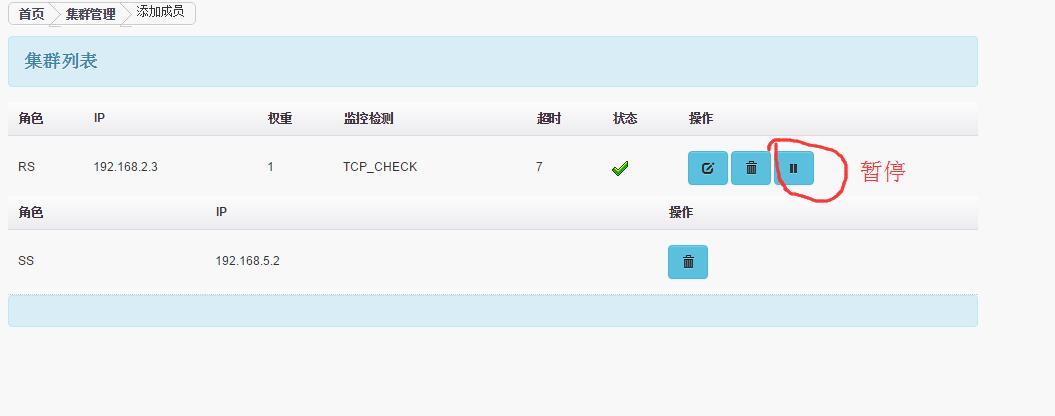 首页 集群管理 添加成员
集群列表
角色 IP 权重 监控检测 超时 状态 操作
RS 192.168.2.3 1 TCP_CHECK 7
暂停
角色 IP 操作
SS 192.168.5.2